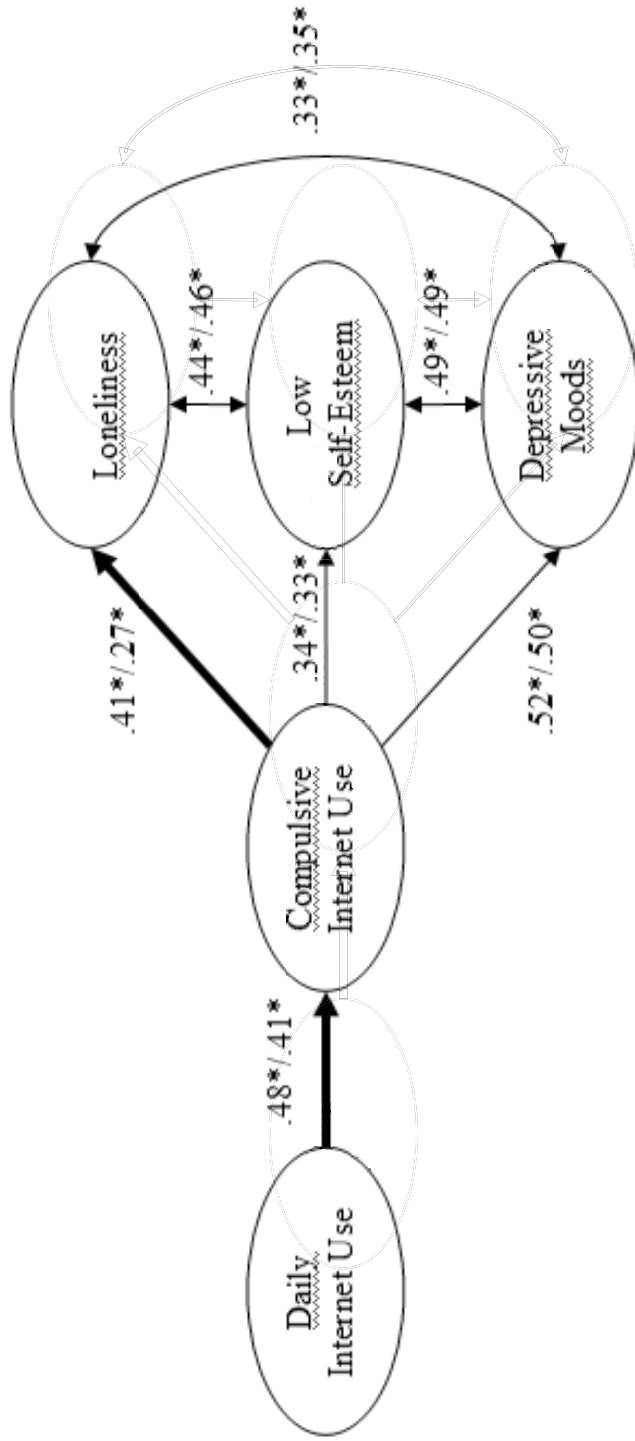 Daily
Internet Use
.48*/.41*
Compulsive
Internet Use
.41*/.27*
.34*/.33*
.52*/.50*
Loneliness
.44*/.46*
Low
Self-Esteem
.49*/.49*
Depressive
Moods
.33*/.35*